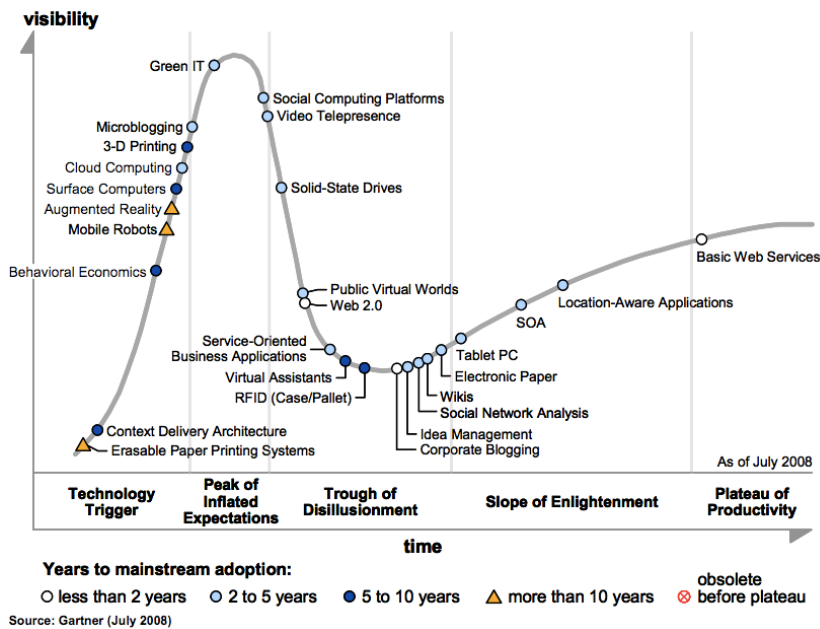 visibility
Green IT
Social Computing Platforms
Video Telepresence
Microblogging
3-D Printing
Cloud Computing
Surface Computers
Solid-State Drives
Augmented Reality
Mobile Robots
Basic Web Services
Behavioral Economics
Public Virtual Worlds
Web 2.0
Location-Aware Applications
SOA
Service-Oriented
Business Applications
Tablet PC
Virtual Assistants
Electronic Paper
RFID (Case/Pallet)
Wikis
Social Network Analysis
Context Delivery Architecture
Idea Management
Erasable Paper Printing Systems
Corporate Blogging
As of July 2008
Technology
Trigger
Peak of
Inflated
Expectations
Trough of
Disillusionment
Slope of Enlightenment
Plateau of
Productivity
time
Years to mainstream adoption:
less than 2 years
2 to 5 years
5 to 10 years
more than 10 years
obsolete
before plateau
Source: Gartner (July 2008)